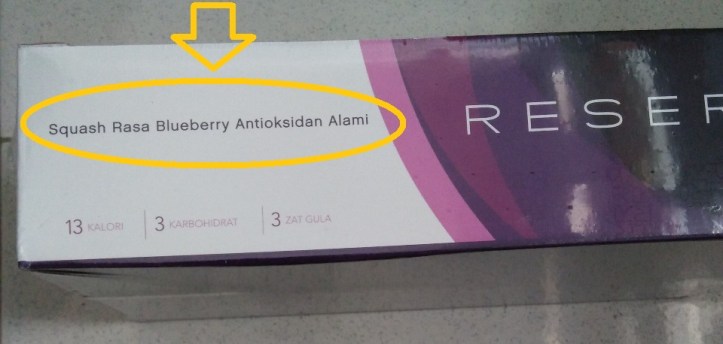 Squash Rasa Blueberry Antioksidan Alami
RESER
13 KALORI 3 KARBOHIDRAT 3 ZAT GULA